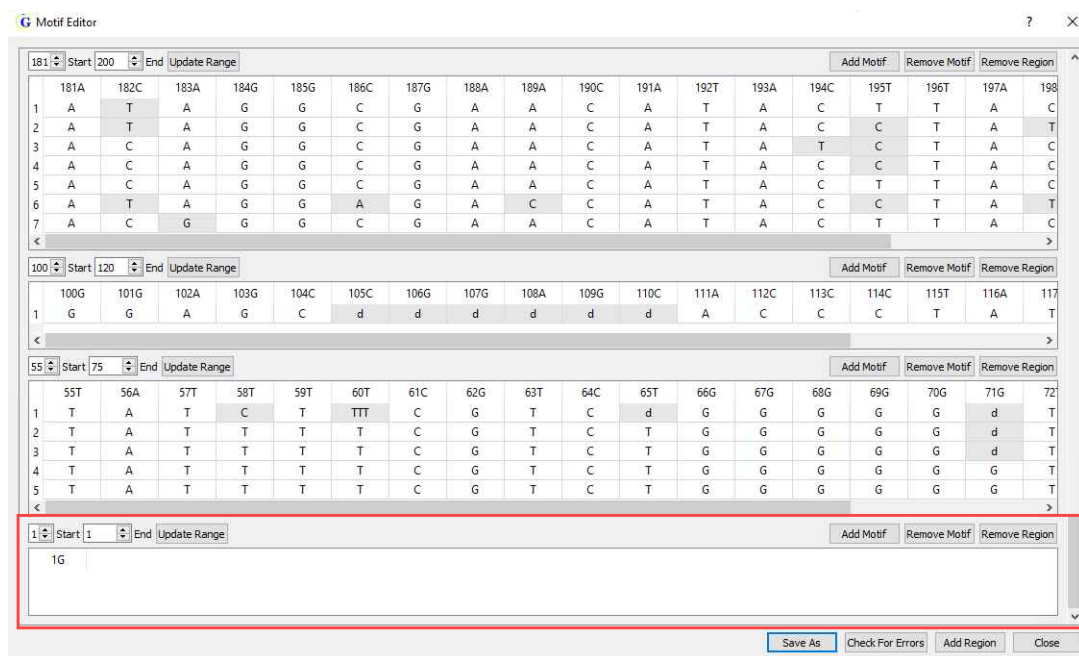 G Motif Editor ? ×
181 Start 200 End Update Range Add Motif Remove Motif Remove Region
181A 182C 183A 184G 185G 186C 187G 188A 189A 190C 191A 192T 193A 194C 195T 196T 197A 198
1 A T A G G C G A A C A T A C T T A C
2 A T A G G C G A A C A T A C C T A T
3 A C A G G C G A A C A T A T C T A C
4 A C A G G C G A A C A T A C C T A C
5 A C A G G C G A A C A T A C T T A C
6 A T A G G A G A C C A T A C C T A T
7 A C G G G C G A A C A T A C T T A C
100 Start 120 End Update Range Add Motif Remove Motif Remove Region
100G 101G 102A 103G 104C 105C 106G 107G 108A 109G 110C 111A 112C 113C 114C 115T 116A 117
1 G G A G C d d d d d d A C C C T A T
55 Start 75 End Update Range Add Motif Remove Motif Remove Region
55T 56A 57T 58T 59T 60T 61C 62G 63T 64C 65T 66G 67G 68G 69G 70G 71G 72T
1 T A T C T TTT C G T C d G G G G G d T
2 T A T T T T C G T C T G G G G G d T
3 T A T T T T C G T C T G G G G G d T
4 T A T T T T C G T C T G G G G G G T
5 T A T T T T C G T C T G G G G G G T
1 Start 1 End Update Range Add Motif Remove Motif Remove Region
1G
Save As Check For Errors Add Region Close